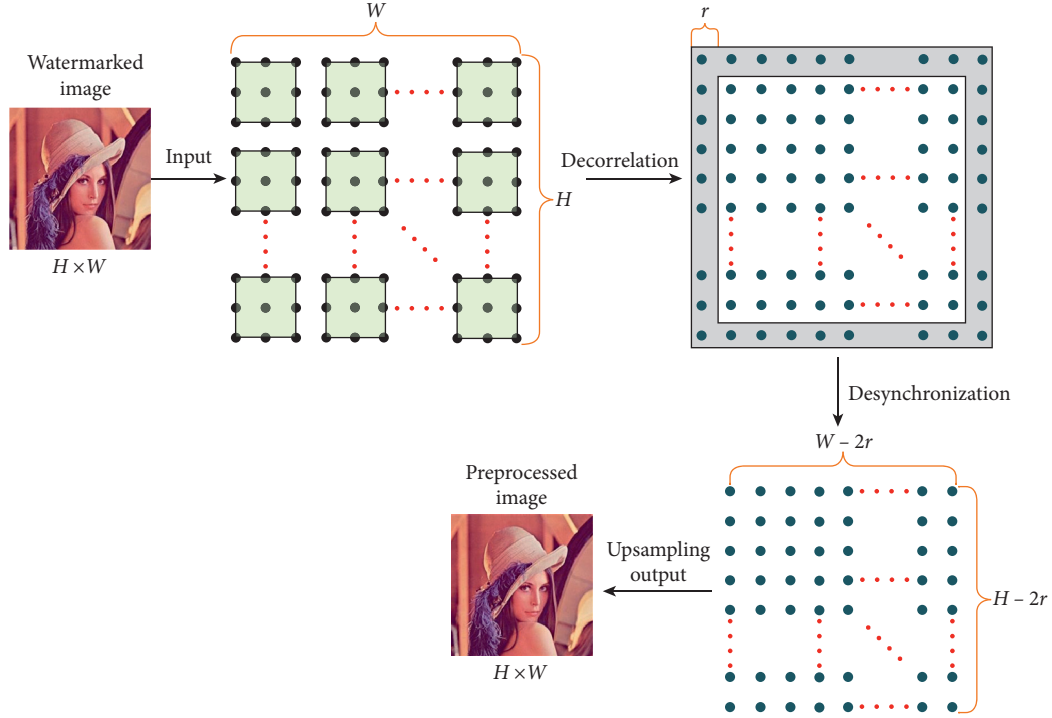 Watermarked
image
H × W
Input
W
H
Decorrelation
r
Desynchronization
W – 2r
H – 2r
Upsampling
output
Preprocessed
image
H × W